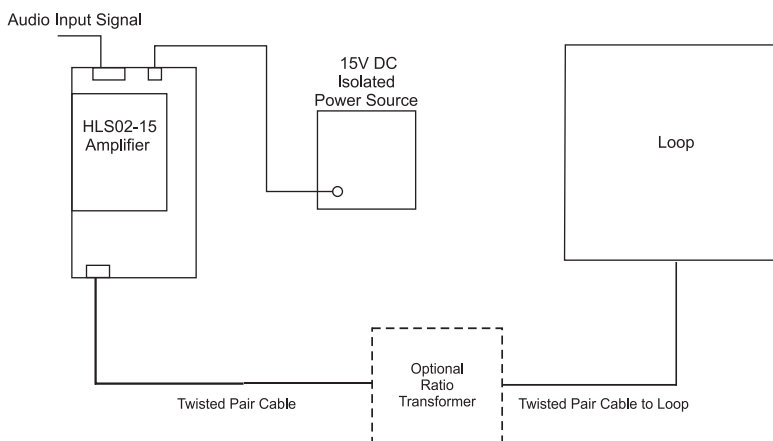 Audio Input Signal
15V DC
Isolated
Power Source
HLS02-15
Amplifier
Loop
Optional
Ratio
Transformer
Twisted Pair Cable
Twisted Pair Cable to Loop